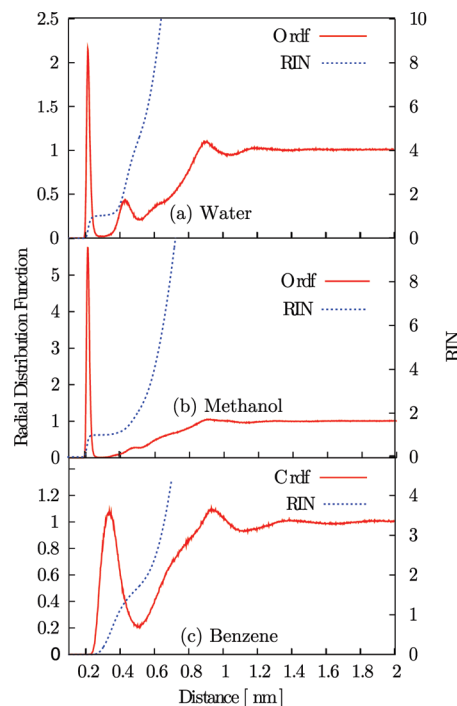 2.5
2
1.5
1
0.5
0
10
8
6
4
2
0
Ordf
RIN
(a) Water
5
4
3
2
1
0
8
6
4
2
0
Ordf
RIN
(b) Methanol
1.2
1
0.8
0.6
0.4
0.2
0
4
3
2
1
0
Crdf
RIN
(c) Benzene
0.2 0.4 0.6 0.8 1 1.2 1.4 1.6 1.8 2
Distance [ nm]
Radial Distribution Function
RIN